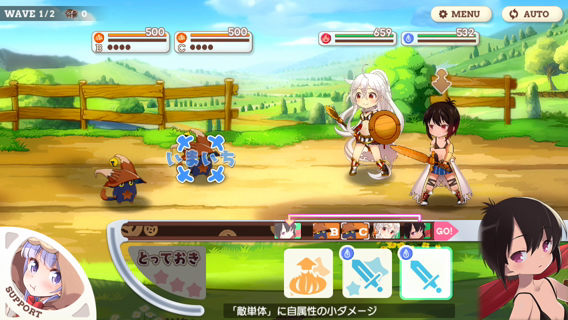 WAVE 1/2 0
MENU
AUTO
500
500
659
532
B
C
いまいち
B C GO!
とっておき
SUPPORT
「敵単体」に自属性の小ダメージ